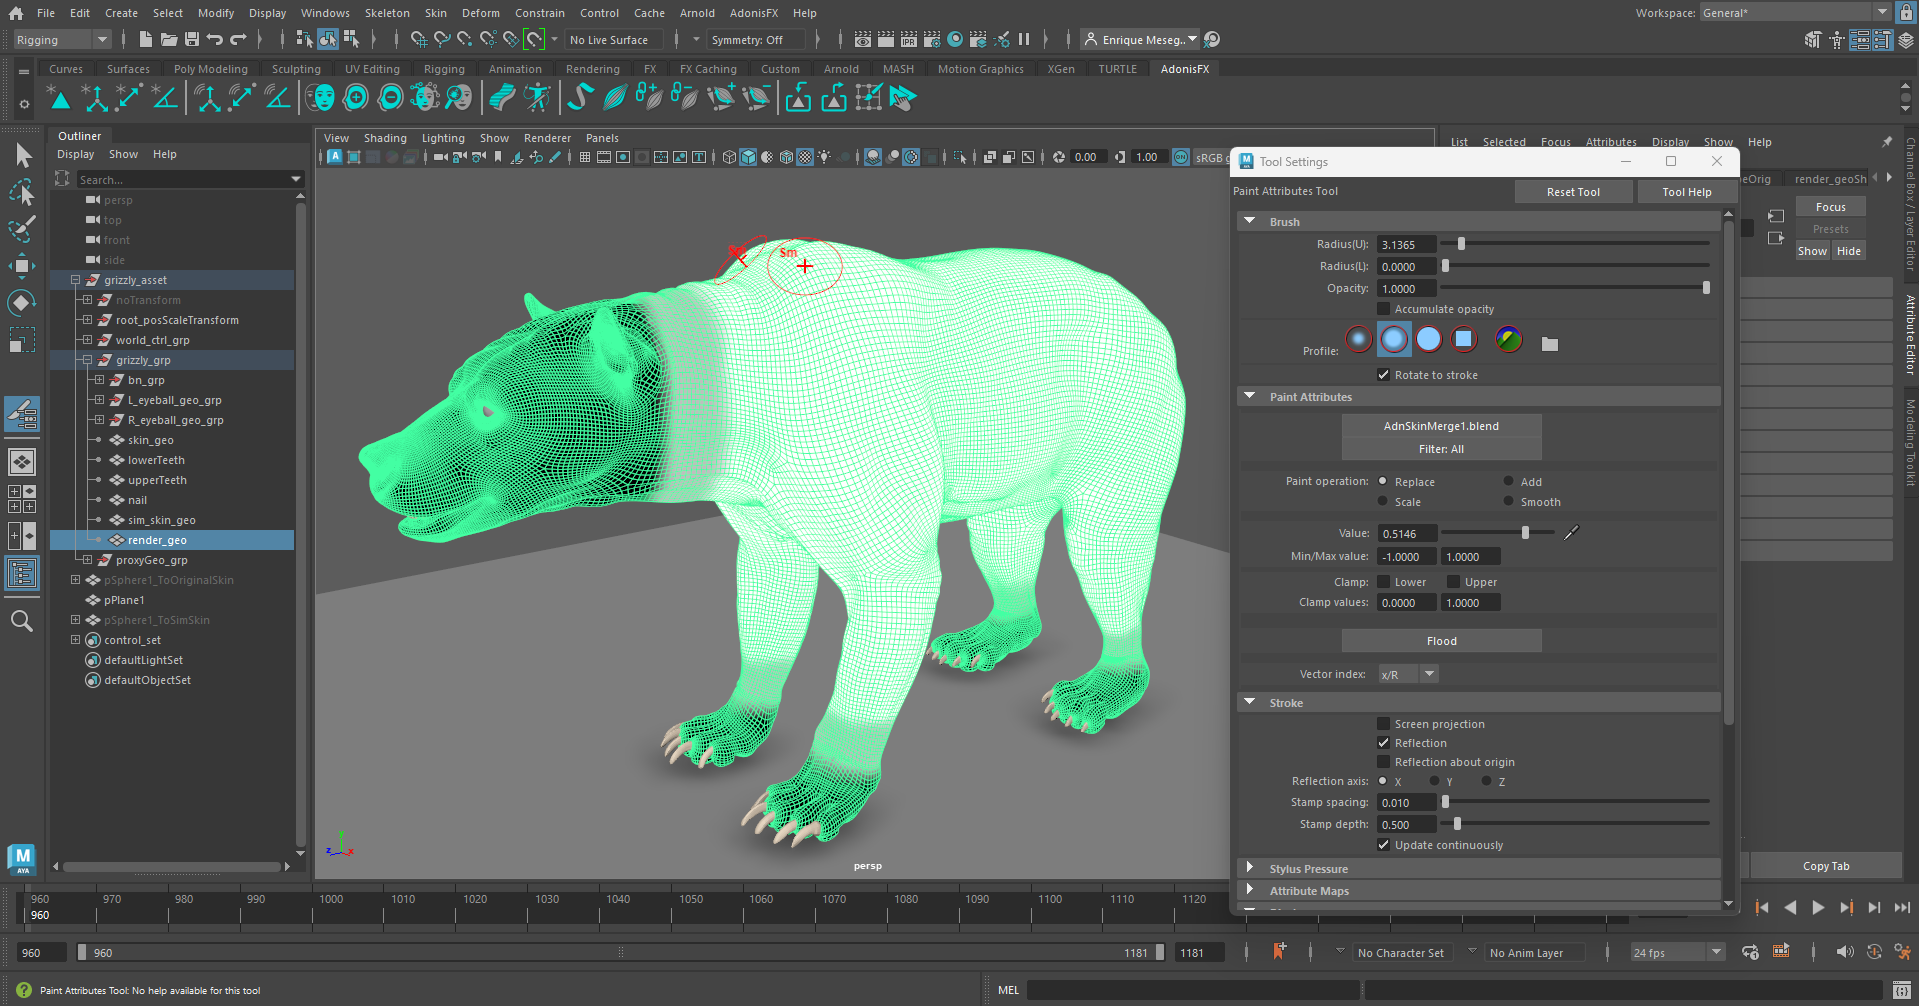 File Edit Create Select Modify Display Windows Skeleton Skin Deform Constrain Control Cache Arnold AdonisFX Help Workspace: General*
Rigging No Live Surface Symmetry: Off Enrique Meseg..
Curves Surfaces Poly Modeling Sculpting UV Editing Rigging Animation Rendering FX FX Caching Custom Arnold MASH Motion Graphics XGen TURTLE AdonisFX
Outliner
Display Show Help
Search...
persp
top
front
side
grizzly_asset
noTransform
root_posScaleTransform
world_ctrl_grp
grizzly_grp
bn_grp
L_eyeball_geo_grp
R_eyeball_geo_grp
skin_geo
lowerTeeth
upperTeeth
nail
sim_skin_geo
render_geo
proxyGeo_grp
pSphere1_ToOriginalSkin
pPlane1
pSphere1_ToSimSkin
control_set
defaultLightSet
defaultObjectSet
View Shading Lighting Show Renderer Panels
0.00 1.00 sRGB g
Sm
persp
List Selected Focus Attributes Display Show Help
eOrig render_geoSh
Focus
Presets
Show Hide
Copy Tab
Channel Box / Layer Editor
Attribute Editor
Modeling Toolkit
Tool Settings
Paint Attributes Tool Reset Tool Tool Help
Brush
Radius(U): 3.1365
Radius(L): 0.0000
Opacity: 1.0000
Accumulate opacity
Profile:
Rotate to stroke
Paint Attributes
AdnSkinMerge1.blend
Filter: All
Paint operation: Replace Add
Scale Smooth
Value: 0.5146
Min/Max value: -1.0000 1.0000
Clamp: Lower Upper
Clamp values: 0.0000 1.0000
Flood
Vector index: x/R
Stroke
Screen projection
Reflection
Reflection about origin
Reflection axis: X Y Z
Stamp spacing: 0.010
Stamp depth: 0.500
Update continuously
Stylus Pressure
Attribute Maps
960 970 980 990 1000 1010 1020 1030 1040 1050 1060 1070 1080 1090 1100 1110 1120
960
960 960 1181 1181 No Character Set No Anim Layer 24 fps
Paint Attributes Tool: No help available for this tool MEL